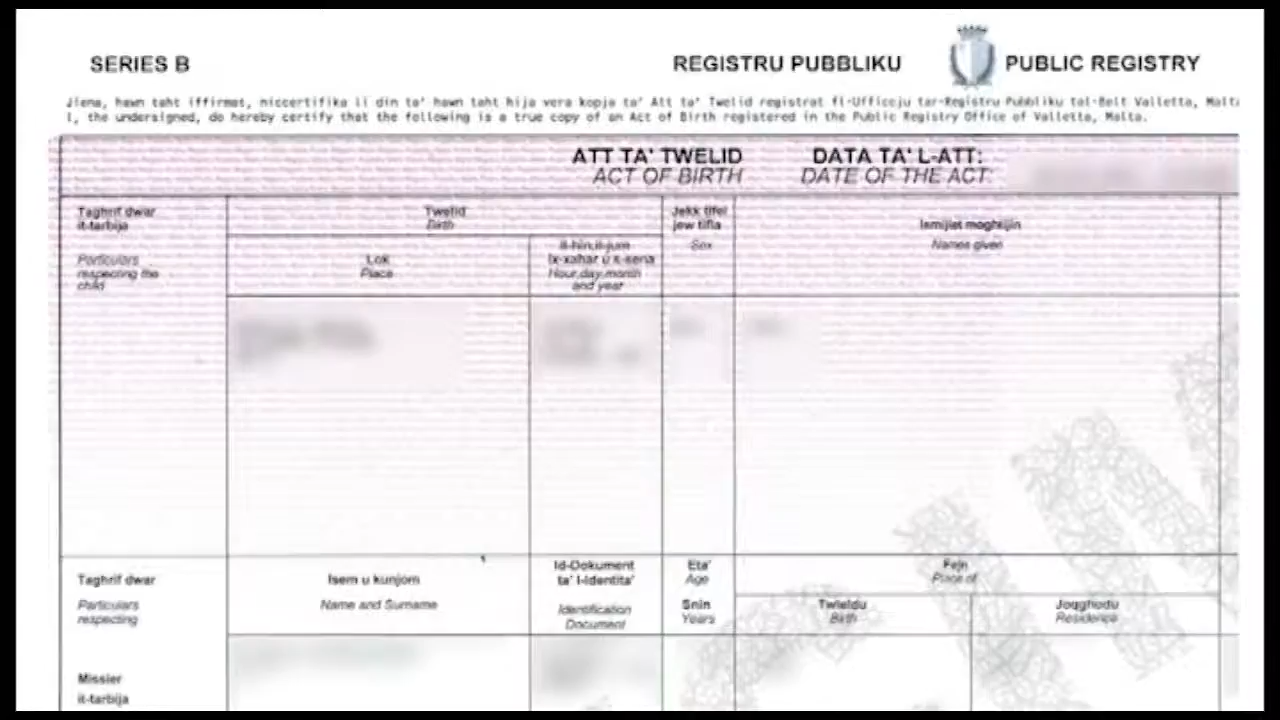 SERIES B
REGISTRU PUBBLIKU
PUBLIC REGISTRY
Jiena, hawn taht iffirmat, niccertifika li din ta' hawn taht hija vera kopja ta' Att ta' Twelid registrat fl-Ufficcju tar-Registru Pubbliku tal-Belt Valletta, Malta
I, the undersigned, do hereby certify that the following is a true copy of an Act of Birth registered in the Public Registry Office of Valletta, Malta.
ATT TA' TWELID
ACT OF BIRTH
DATA TA' L-ATT:
DATE OF THE ACT:
Taghrif dwar
it-tarbija
Particulars
respecting the
child
Twelid
Birth
Lok
Place
Il-hin, il-jum
Ix-xahar u s-sena
Hour, day, month
and year
Jekk tifel
jew tifla
Sex
Ismijiet moghtijin
Names given
Taghrif dwar
Particulars
respecting
Isem u kunjom
Name and Surname
Id-Dokument
ta' l-Identita'
Identification
Document
Eta'
Age
Snin
Years
Fejn
Place of
Twieldu
Birth
Joqghodu
Residence
Missier
it-tarbija